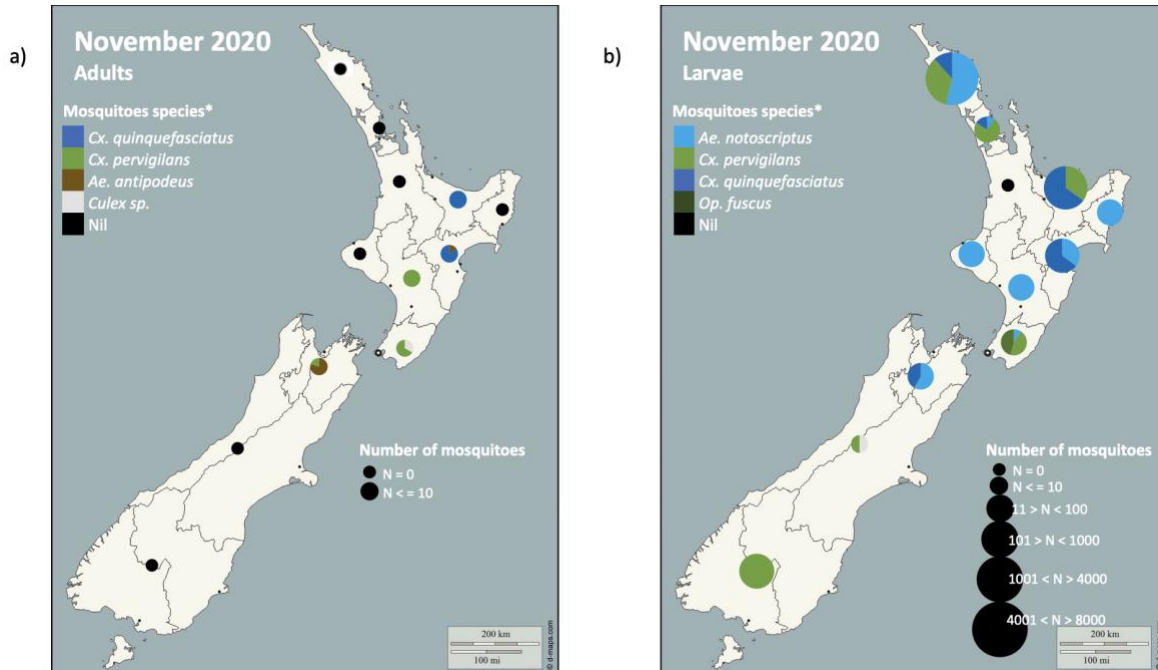 a)
November 2020
Adults
Mosquitoes species*
Cx. quinquefasciatus
Cx. pervigilans
Ae. antipodeus
Culex sp.
Nil
Number of mosquitoes
N = 0
N < = 10
200 km
100 mi
© d-maps.com
b)
November 2020
Larvae
Mosquitoes species*
Ae. notoscriptus
Cx. pervigilans
Cx. quinquefasciatus
Op. fuscus
Nil
Number of mosquitoes
N = 0
N < = 10
11 > N < 100
101 > N < 1000
1001 < N > 4000
4001 < N > 8000
200 km
100 mi
© d-maps.com